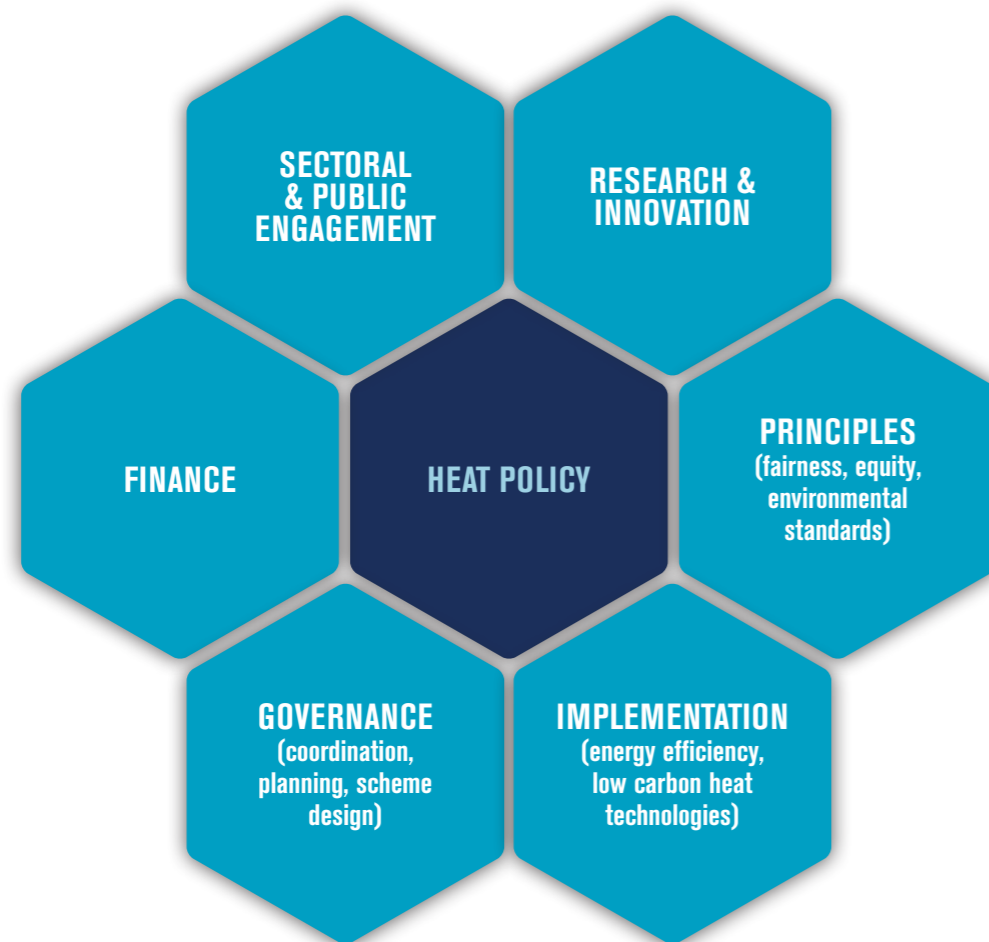 SECTORAL
& PUBLIC
ENGAGEMENT
RESEARCH &
INNOVATION
FINANCE
HEAT POLICY
PRINCIPLES
(fairness, equity,
environmental
standards)
GOVERNANCE
(coordination,
planning, scheme
design)
IMPLEMENTATION
(energy efficiency,
low carbon heat
technologies)